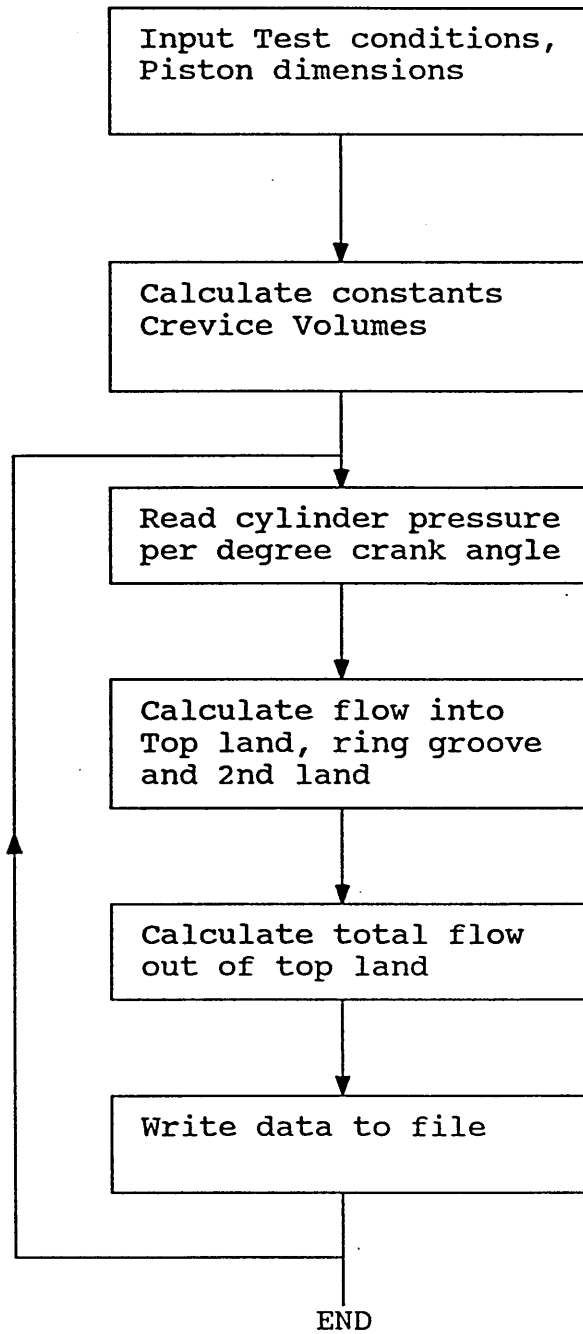 Input Test conditions,
Piston dimensions
Calculate constants
Crevice Volumes
Read cylinder pressure
per degree crank angle
Calculate flow into
Top land, ring groove
and 2nd land
Calculate total flow
out of top land
Write data to file
END